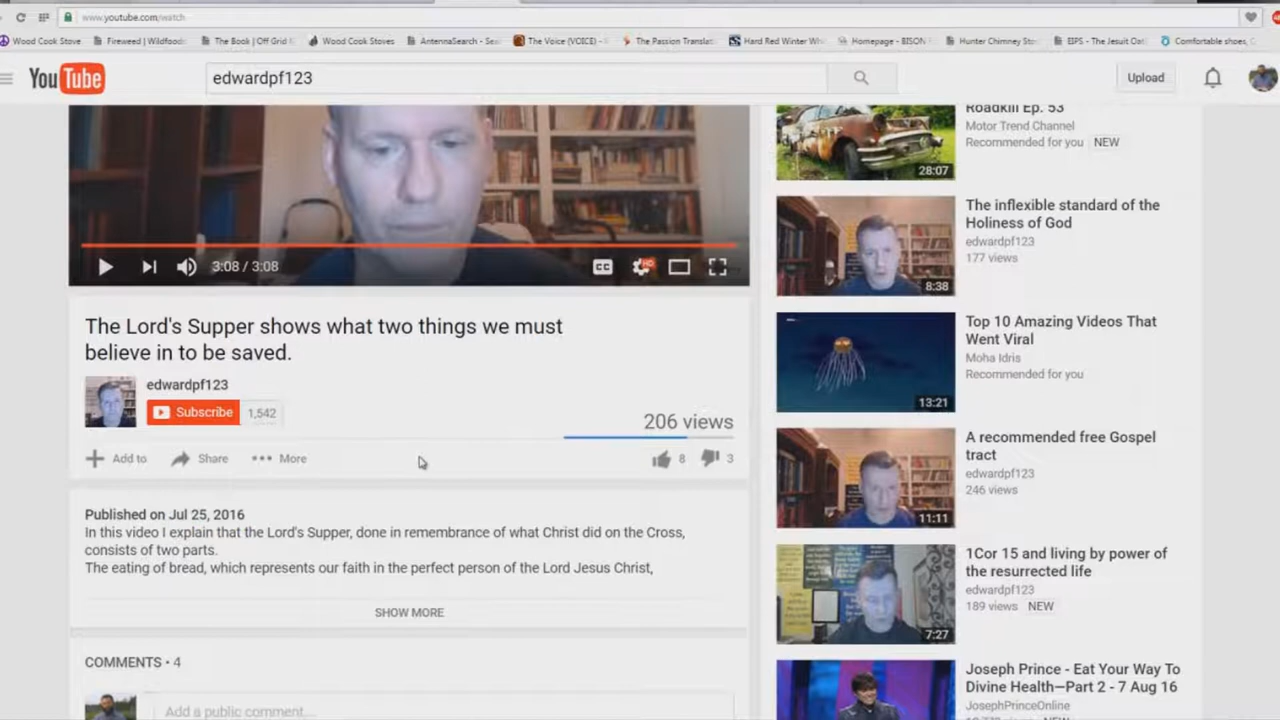 www.youtube.com/watch
Wood Cook Stove
Fireweed | Wildfoods
The Book | Off Grid
Wood Cook Stoves
AntennaSearch - Sea
The Voice (VOICE) -
The Passion Translat
Hard Red Winter Wh
Homepage - BISON
Hunter Chimney Sto
EIPS - The Jesuit Oat
Comfortable shoes,
YouTube
edwardpf123
Upload
3:08 / 3:08
CC
HD
The Lord's Supper shows what two things we must
believe in to be saved.
edwardpf123
Subscribe
1,542
206 views
Add to
Share
More
8
3
Published on Jul 25, 2016
In this video I explain that the Lord's Supper, done in remembrance of what Christ did on the Cross,
consists of two parts.
The eating of bread, which represents our faith in the perfect person of the Lord Jesus Christ,
SHOW MORE
COMMENTS • 4
Add a public comment...
Roadkill Ep. 53
Motor Trend Channel
Recommended for you NEW
28:07
The inflexible standard of the
Holiness of God
edwardpf123
177 views
8:38
Top 10 Amazing Videos That
Went Viral
Moha Idris
Recommended for you
13:21
A recommended free Gospel
tract
edwardpf123
246 views
11:11
1Cor 15 and living by power of
the resurrected life
edwardpf123
189 views NEW
7:27
Joseph Prince - Eat Your Way To
Divine Health—Part 2 - 7 Aug 16
JosephPrinceOnline